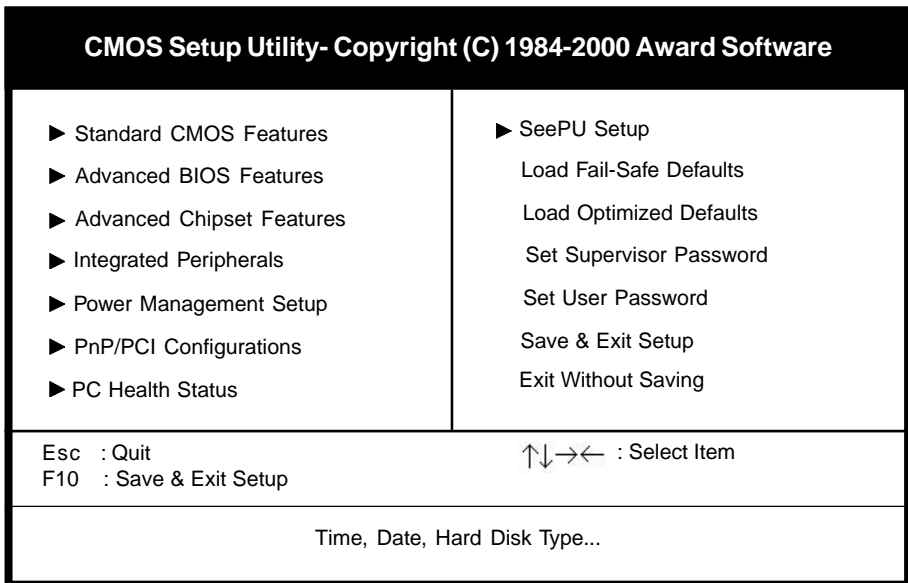 CMOS Setup Utility- Copyright (C) 1984-2000 Award Software
▶ Standard CMOS Features
▶ Advanced BIOS Features
▶ Advanced Chipset Features
▶ Integrated Peripherals
▶ Power Management Setup
▶ PnP/PCI Configurations
▶ PC Health Status
▶ SeePU Setup
Load Fail-Safe Defaults
Load Optimized Defaults
Set Supervisor Password
Set User Password
Save & Exit Setup
Exit Without Saving
Esc : Quit
F10 : Save & Exit Setup
↑↓→← : Select Item
Time, Date, Hard Disk Type...